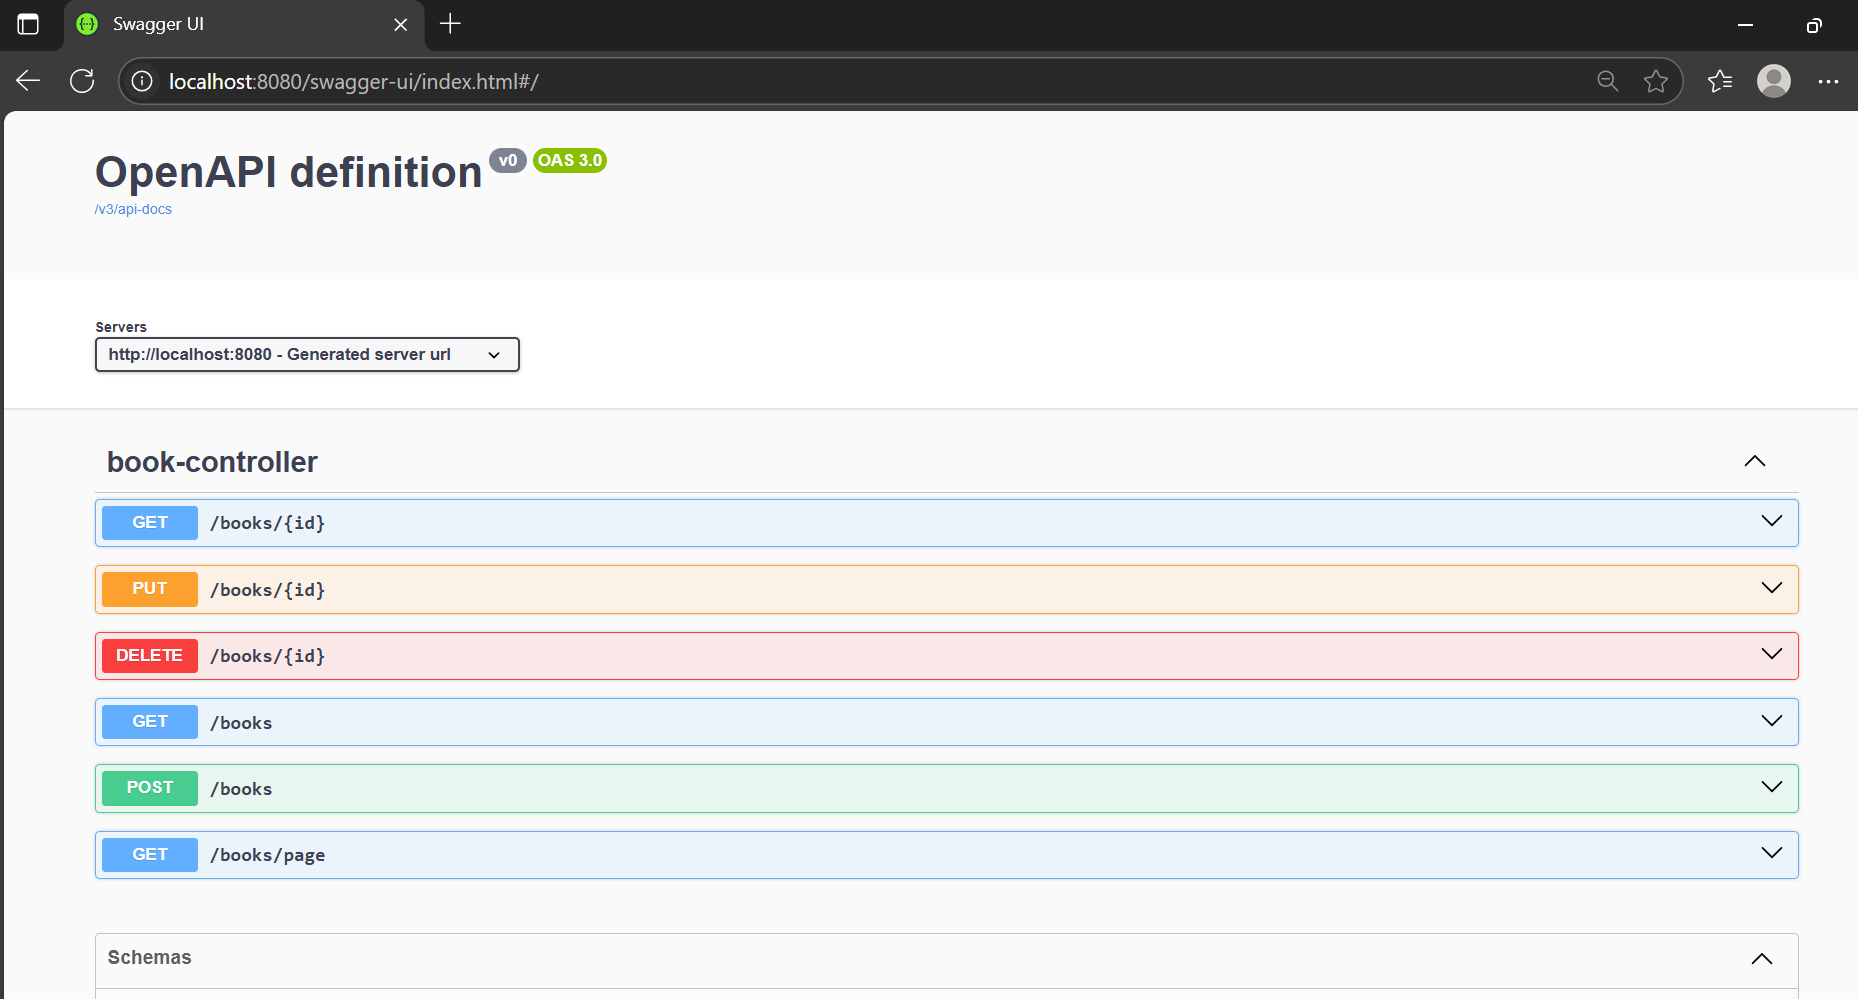 Swagger UI
localhost:8080/swagger-ui/index.html#/
OpenAPI definition v0 OAS 3.0
/v3/api-docs
Servers
http://localhost:8080 - Generated server url
book-controller
GET /books/{id}
PUT /books/{id}
DELETE /books/{id}
GET /books
POST /books
GET /books/page
Schemas